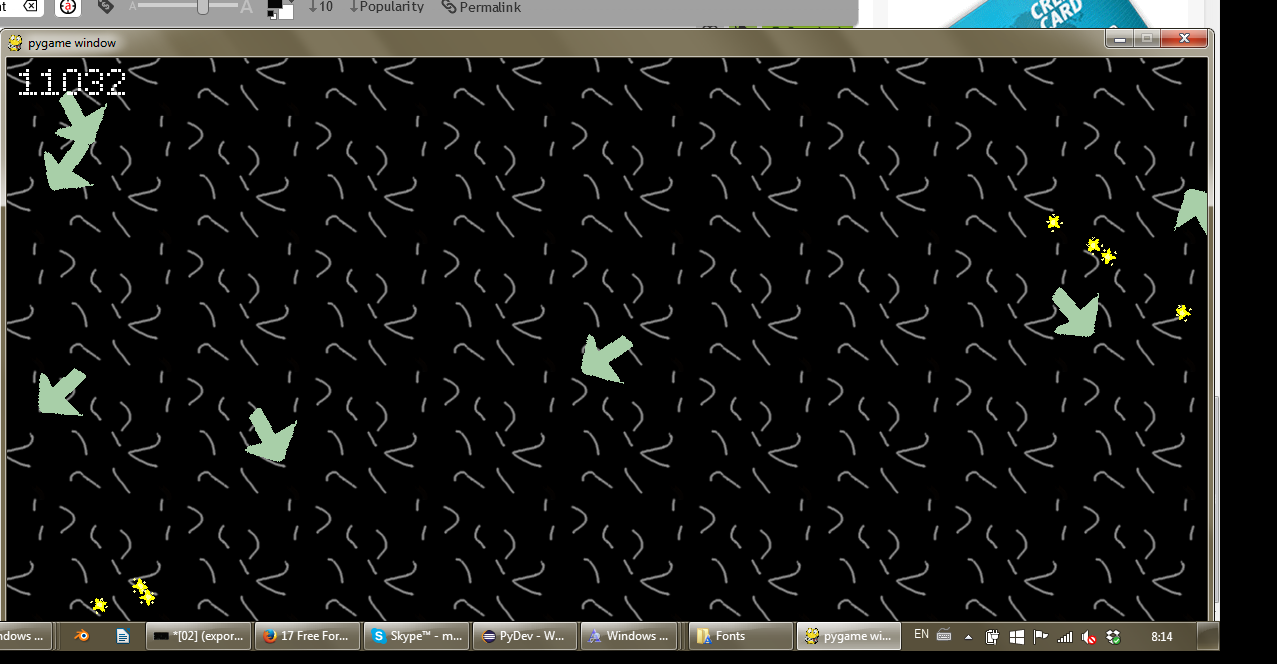 A A ↓10 ↓Popularity Permalink
CREDIT
CARD
pygame window
11032
ndows ... *[02] (expor... 17 Free For... Skype™ - m... PyDev - W... Windows ... Fonts pygame wi... EN 8:14